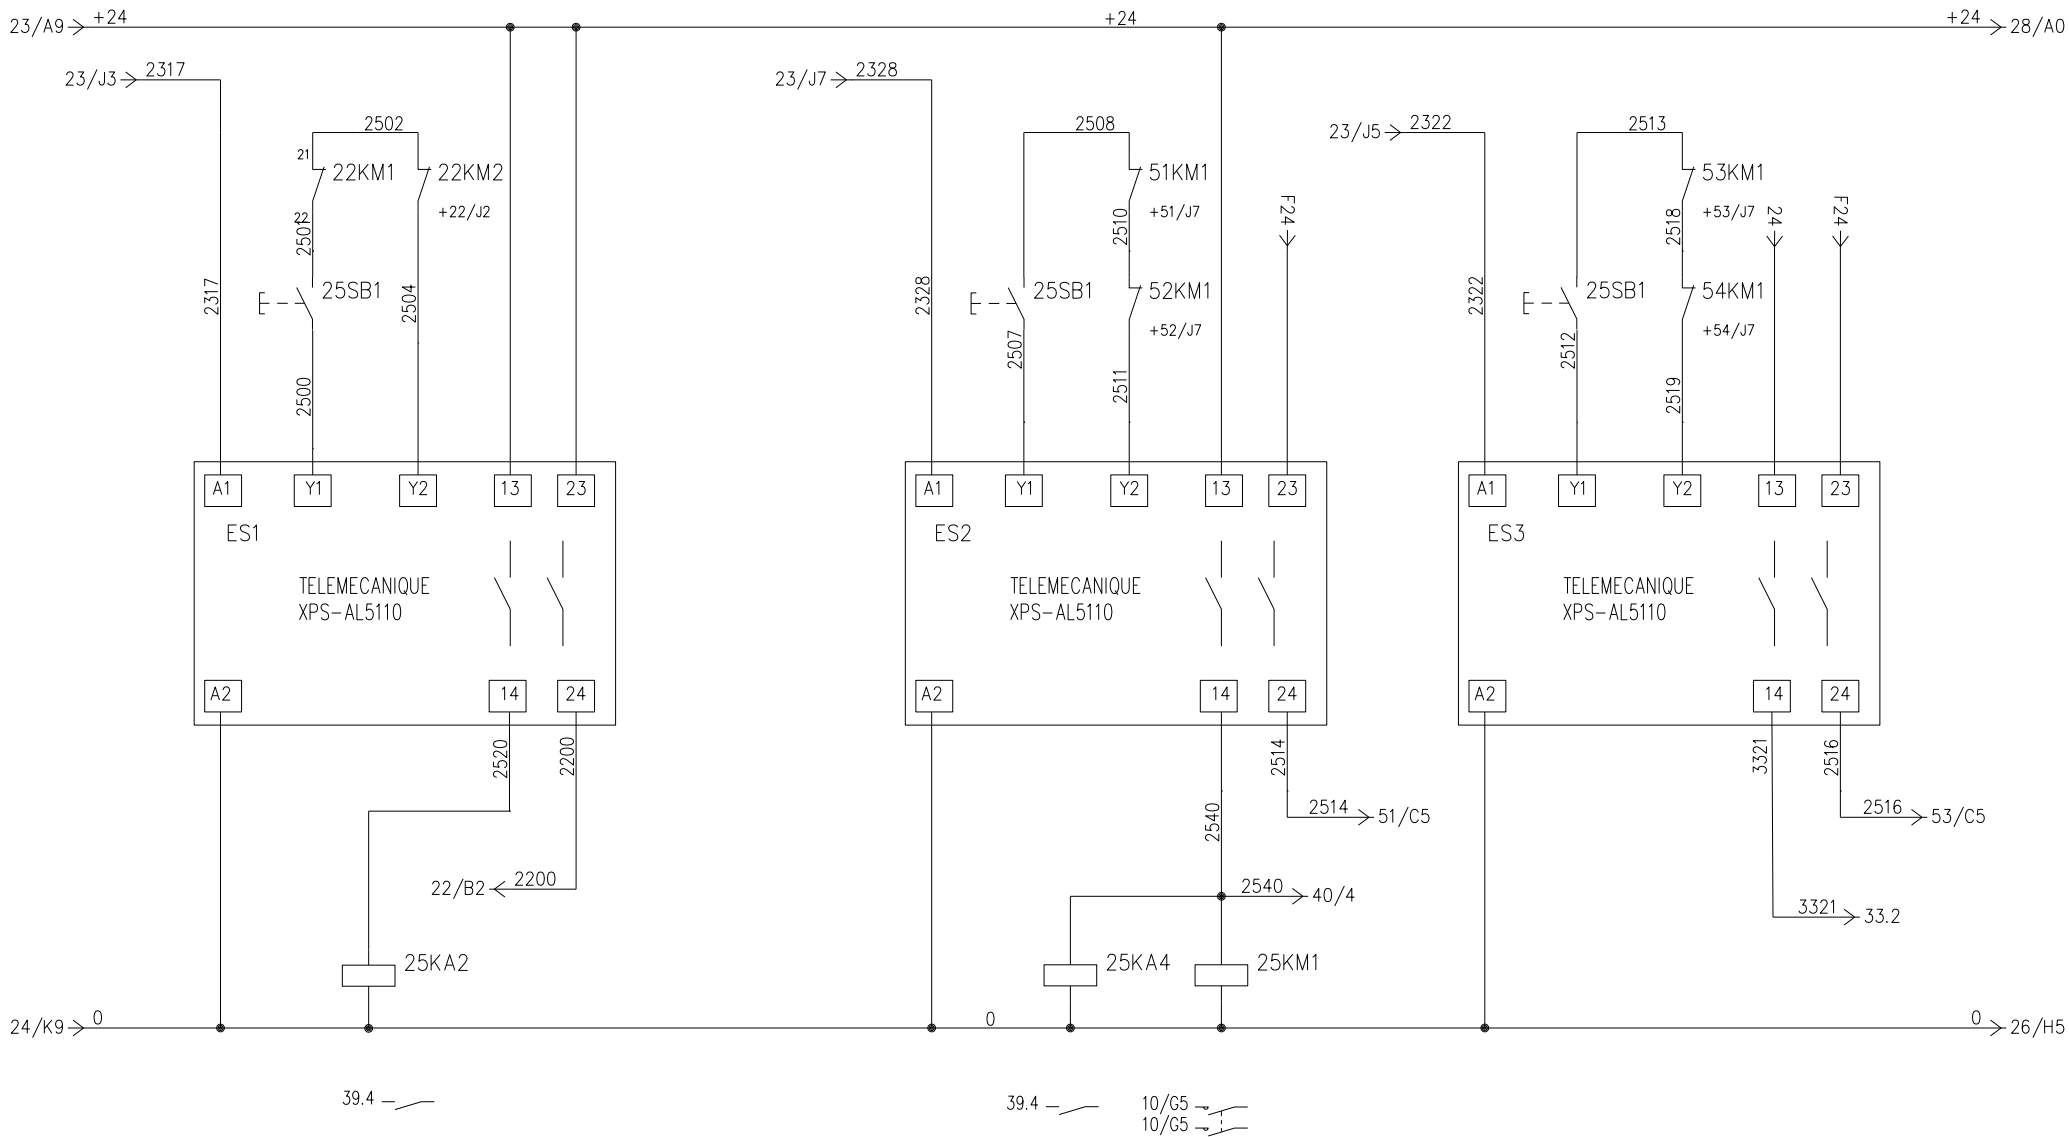 23/A9 +24 +24 +24 28/A0
23/J3 2317 23/J7 2328
2502 2508 23/J5 2322 2513
21 22KM1 22KM2 51KM1 53KM1
22 +22/J2 +51/J7 F24 +53/J7 24 F24
2501 2510 2518
2317 25SB1 2504 2328 25SB1 52KM1 2322 25SB1 54KM1
+52/J7 +54/J7
2500 2507 2511 2512 2519
A1 Y1 Y2 13 23 A1 Y1 Y2 13 23 A1 Y1 Y2 13 23
ES1 ES2 ES3
TELEMECANIQUE TELEMECANIQUE TELEMECANIQUE
XPS-AL5110 XPS-AL5110 XPS-AL5110
A2 14 24 A2 14 24 A2 14 24
2520 2200 2514 3321 2516
2540 2514 51/C5 2516 53/C5
22/B2 2200 2540 40/4
3321 33.2
25KA2 25KA4 25KM1
24/K9 0 0 0 26/H5
39.4 39.4 10/G5
10/G5